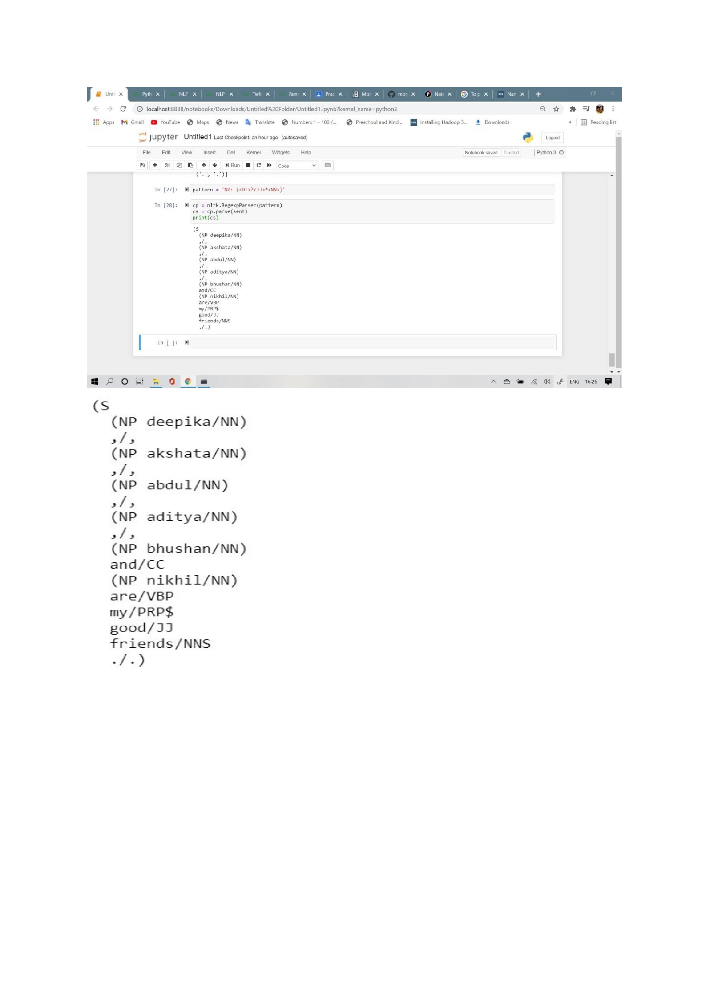 Unti
Pyth
NLP
NLP
Twit
Rem
Prac
Mor
mor
Nat
To p
Nan
localhost:8888/notebooks/Downloads/Untitled%20Folder/Untitled1.ipynb?kernel_name=python3
Apps Gmail YouTube Maps News Translate Numbers 1 – 100 /... Preschool and Kind... Installing Hadoop 3... Downloads » Reading list
jupyter Untitled1 Last Checkpoint: an hour ago (autosaved) Logout
File Edit View Insert Cell Kernel Widgets Help Notebook saved Trusted Python 3
Run Code
('.', '.')]
In [27]: pattern = 'NP: {<DT>?<JJ>*<NN>}'
In [28]: cp = nltk.RegexpParser(pattern)
cs = cp.parse(sent)
print(cs)
(S
(NP deepika/NN)
,/,
(NP akshata/NN)
,/,
(NP abdul/NN)
,/,
(NP aditya/NN)
,/,
(NP bhushan/NN)
and/CC
(NP nikhil/NN)
are/VBP
my/PRP$
good/JJ
friends/NNS
./.)
In [ ]:
ENG 16:26
(S
(NP deepika/NN)
,/,
(NP akshata/NN)
,/,
(NP abdul/NN)
,/,
(NP aditya/NN)
,/,
(NP bhushan/NN)
and/CC
(NP nikhil/NN)
are/VBP
my/PRP$
good/JJ
friends/NNS
./.)